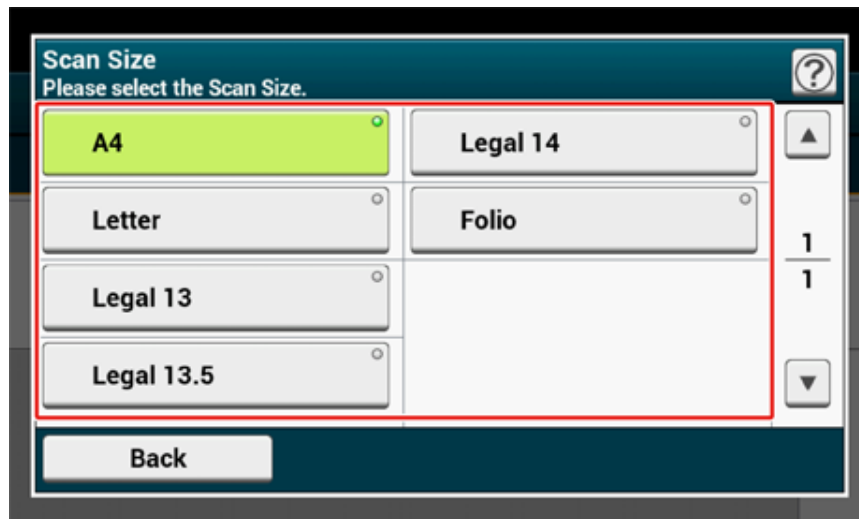 Scan Size
Please select the Scan Size.
?
A4
Legal 14
Letter
Folio
Legal 13
Legal 13.5
1
1
Back